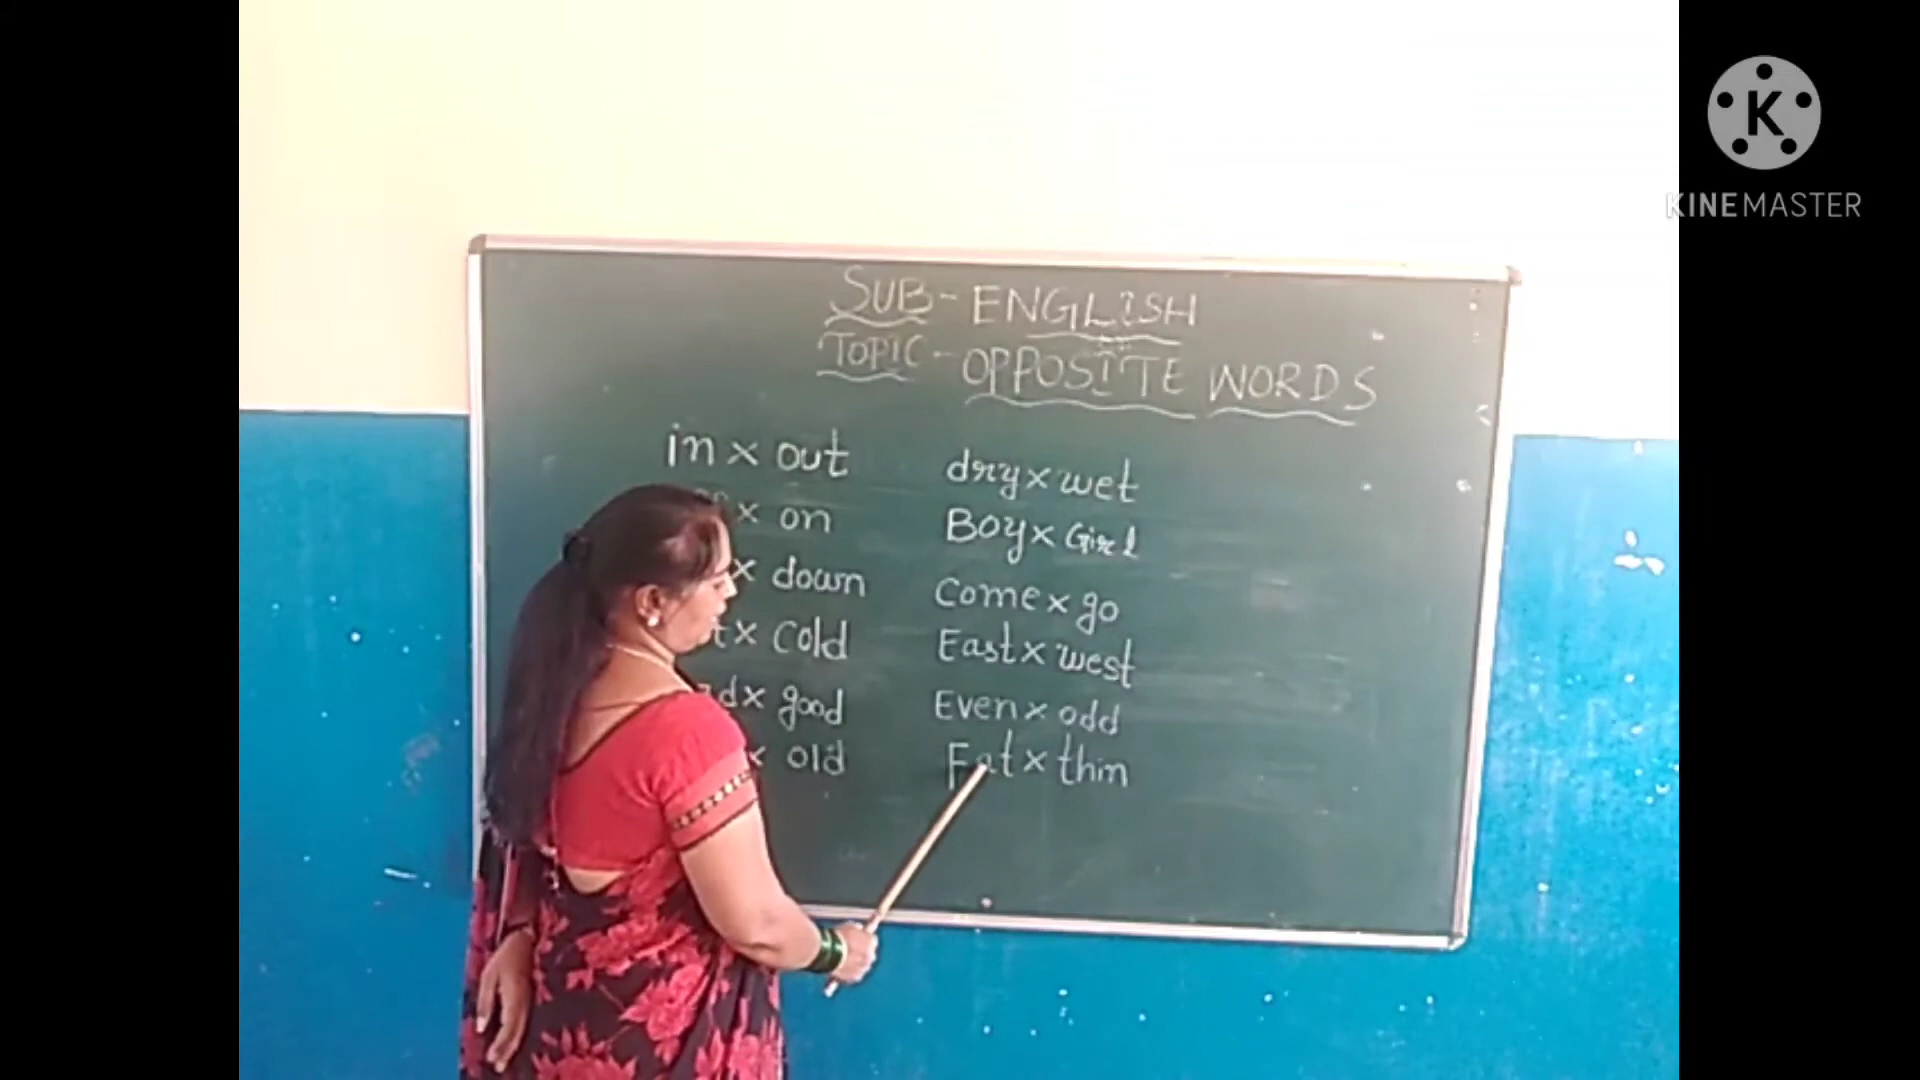 SUB - ENGLISH
TOPIC - OPPOSITE WORDS
in × out
× on
× down
× cold
× good
× old
dry × wet
Boy × Girl
Come × go
East × west
Even × odd
Fat × thin
K
KINEMASTER